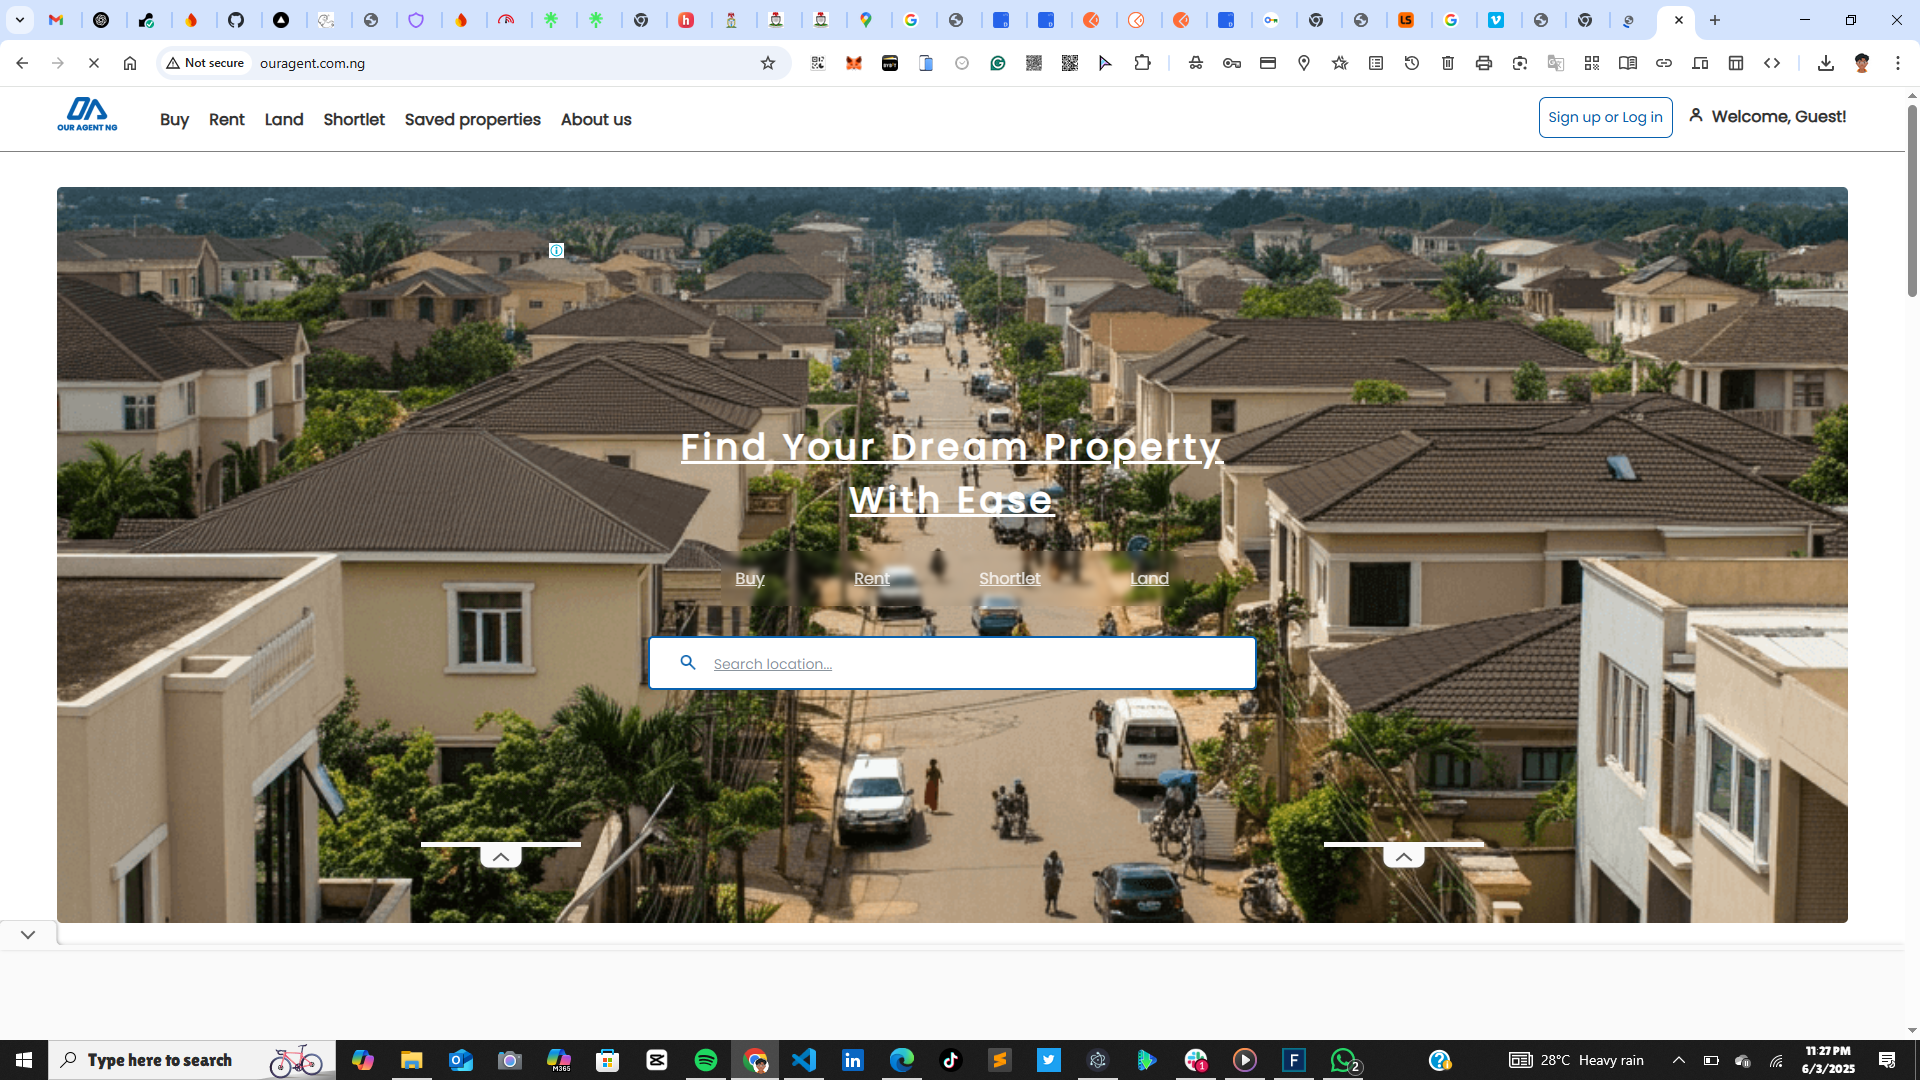 Not secure
ouragent.com.ng
OUR AGENT NG
Buy Rent Land Shortlet Saved properties About us
Sign up or Log in
Welcome, Guest!
Find Your Dream Property
With Ease
Buy Rent Shortlet Land
Search location...
Type here to search
28°C Heavy rain
11:27 PM
6/3/2025